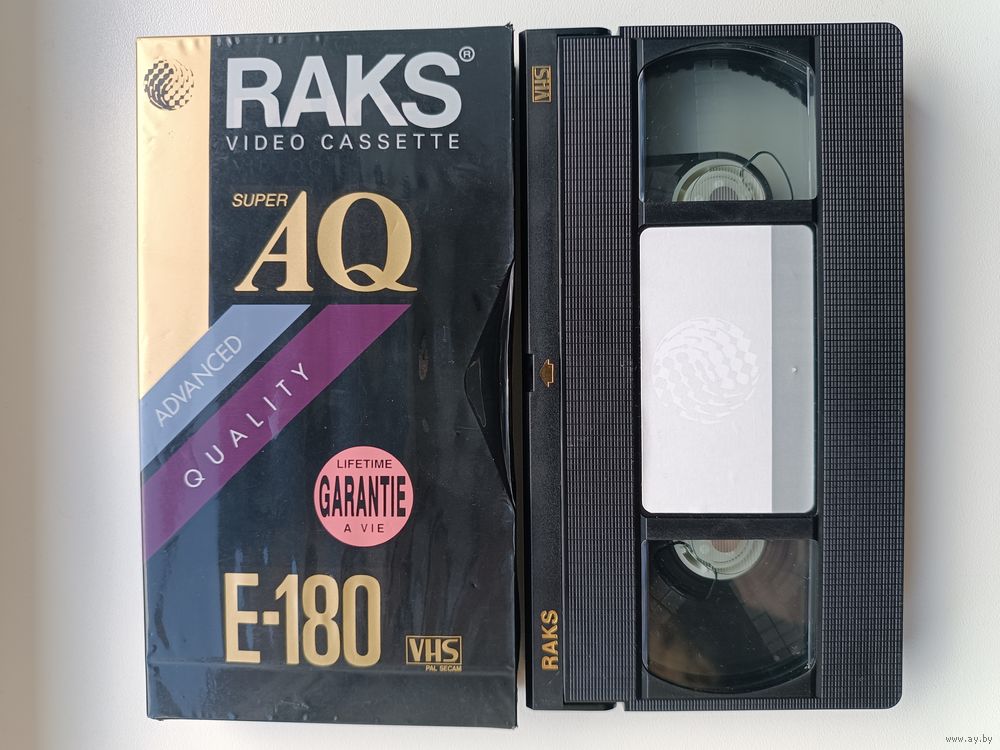 RAKS®
VIDEO CASSETTE
SUPER
AQ
ADVANCED
QUALITY
LIFETIME
GARANTIE
A VIE
E-180
VHS
PAL SECAM
VHS
RAKS
www.ay.by